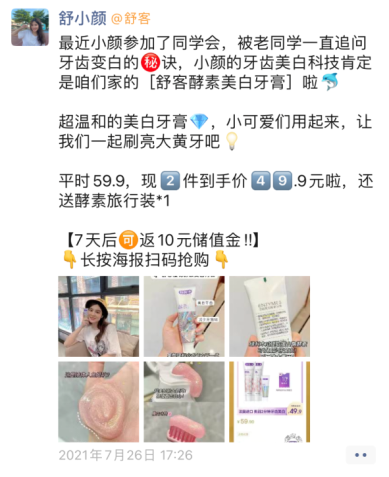 舒小颜@舒客
最近小颜参加了同学会，被老同学一直追问
牙齿变白的㊙️诀，小颜的牙齿美白科技肯定
是咱们家的［舒客酵素美白牙膏］啦🐬
超温和的美白牙膏💎，小可爱们用起来，让
我们一起刷亮大黄牙吧💡
平时59.9，现2️⃣件到手价4️⃣9️⃣.9元啦，还
送酵素旅行装*1
【7天后🉑返10元储值金‼️】
👇长按海报扫码抢购👇
2021年7月26日 17:26